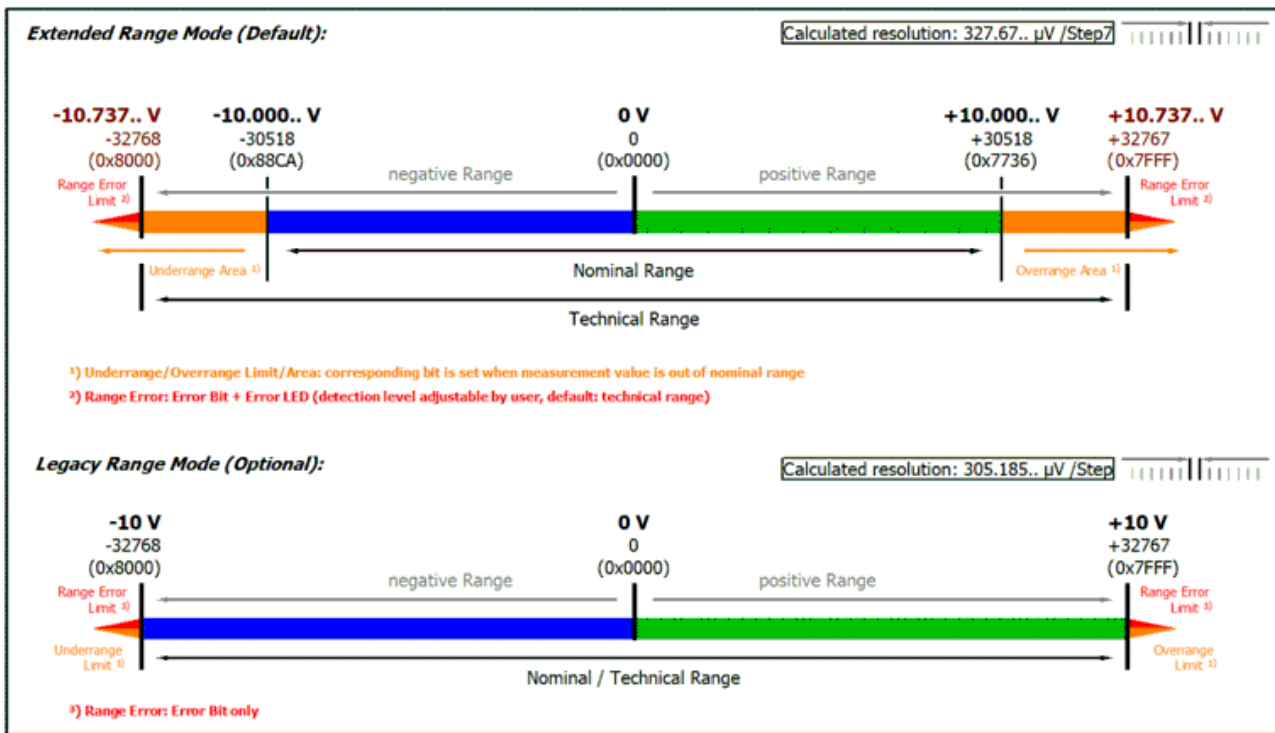 Extended Range Mode (Default):
Calculated resolution: 327.67.. µV /Step7
-10.737.. V
-10.000.. V
0 V
+10.000.. V
+10.737.. V
-32768
-30518
0
+30518
+32767
(0x8000)
(0x88CA)
(0x0000)
(0x7736)
(0x7FFF)
Range Error
Limit ²⁾
negative Range
positive Range
Range Error
Limit ²⁾
Underrange Area ¹⁾
Nominal Range
Overrange Area ¹⁾
Technical Range
¹) Underrange/Overrange Limit/Area: corresponding bit is set when measurement value is out of nominal range
²) Range Error: Error Bit + Error LED (detection level adjustable by user, default: technical range)
Legacy Range Mode (Optional):
Calculated resolution: 305.185.. µV /Step
-10 V
0 V
+10 V
-32768
0
+32767
(0x8000)
(0x0000)
(0x7FFF)
Range Error
Limit ³⁾
negative Range
positive Range
Range Error
Limit ³⁾
Underrange
Limit ¹⁾
Overrange
Limit ¹⁾
Nominal / Technical Range
³) Range Error: Error Bit only